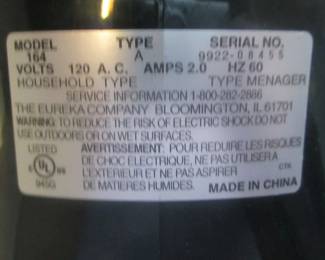 MODEL TYPE SERIAL NO.
164 A 9922-08455
VOLTS 120 A.C. AMPS 2.0 HZ 60
HOUSEHOLD TYPE TYPE MENAGER
SERVICE INFORMATION 1-800-282-2886
THE EUREKA COMPANY BLOOMINGTON, IL 61701
WARNING: TO REDUCE THE RISK OF ELECTRIC SHOCK DO NOT
USE OUTDOORS OR ON WET SURFACES.
LISTED AVERTISSEMENT: POUR REDUIRE LES RISQUES
DE CHOC ELECTRIQUE, NE PAS UTILISER A
UL L'EXTERIEUR ET NE PAS ASPIRER
DE MATIERES HUMIDES. MADE IN CHINA